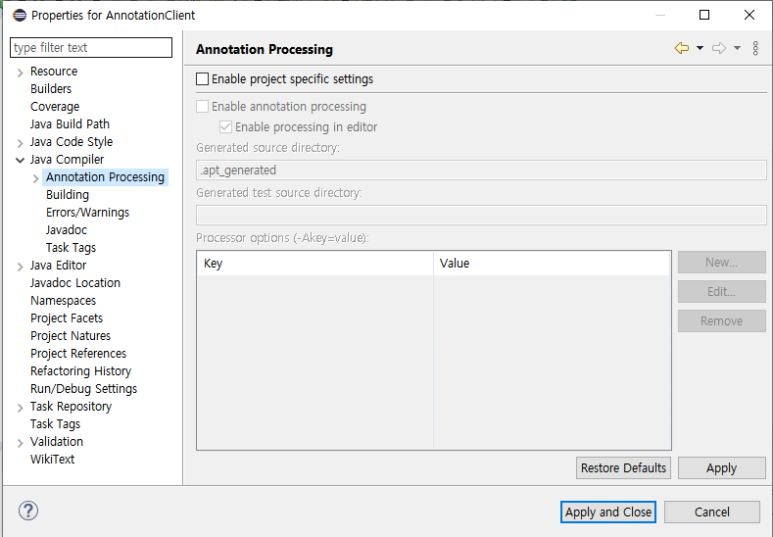 Properties for AnnotationClient
type filter text
Resource
Builders
Coverage
Java Build Path
Java Code Style
Java Compiler
Annotation Processing
Building
Errors/Warnings
Javadoc
Task Tags
Java Editor
Javadoc Location
Namespaces
Project Facets
Project Natures
Project References
Refactoring History
Run/Debug Settings
Task Repository
Task Tags
Validation
WikiText
Annotation Processing
Enable project specific settings
Enable annotation processing
Enable processing in editor
Generated source directory:
.apt_generated
Generated test source directory:
Processor options (-Akey=value):
Key Value
New...
Edit...
Remove
Restore Defaults Apply
Apply and Close Cancel